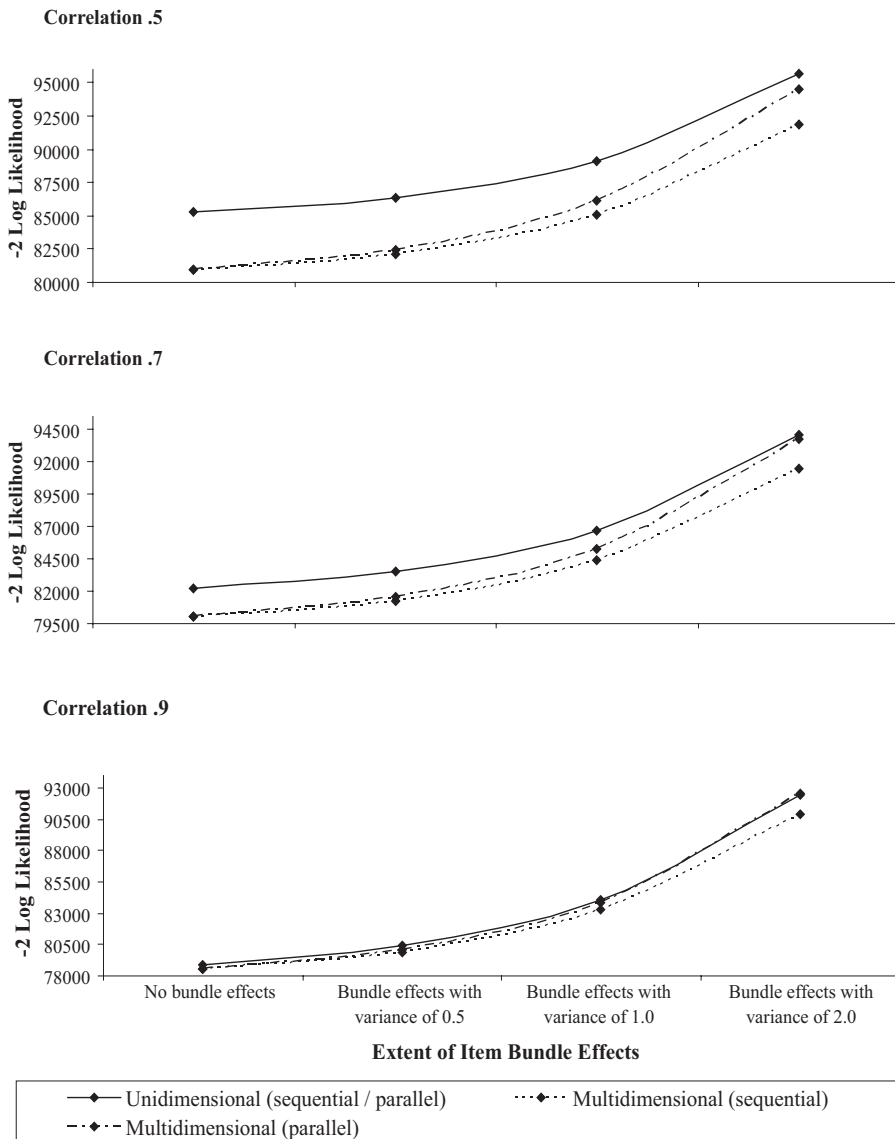 Correlation .5
-2 Log Likelihood
95000
92500
90000
87500
85000
82500
80000
Correlation .7
-2 Log Likelihood
94500
92000
89500
87000
84500
82000
79500
Correlation .9
-2 Log Likelihood
93000
90500
88000
85500
83000
80500
78000
No bundle effects
Bundle effects with
variance of 0.5
Bundle effects with
variance of 1.0
Bundle effects with
variance of 2.0
Extent of Item Bundle Effects
Unidimensional (sequential / parallel)
Multidimensional (sequential)
Multidimensional (parallel)